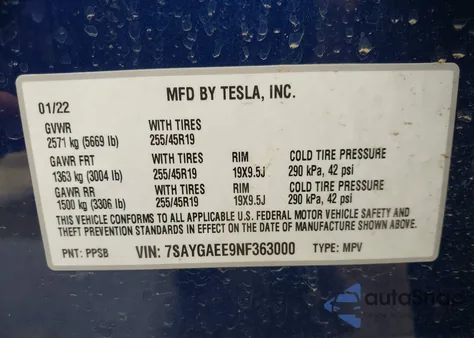 MFD BY TESLA, INC.
01/22
GVWR WITH TIRES
2571 kg (5669 lb) 255/45R19
GAWR FRT WITH TIRES RIM COLD TIRE PRESSURE
1363 kg (3004 lb) 255/45R19 19X9.5J 290 kPa, 42 psi
GAWR RR WITH TIRES RIM COLD TIRE PRESSURE
1500 kg (3306 lb) 255/45R19 19X9.5J 290 kPa, 42 psi
THIS VEHICLE CONFORMS TO ALL APPLICABLE U.S. FEDERAL MOTOR VEHICLE SAFETY AND
THEFT PREVENTION STANDARDS IN EFFECT ON THE DATE OF MANUFACTURE SHOWN ABOVE.
PNT: PPSB VIN: 7SAYGAEE9NF363000 TYPE: MPV